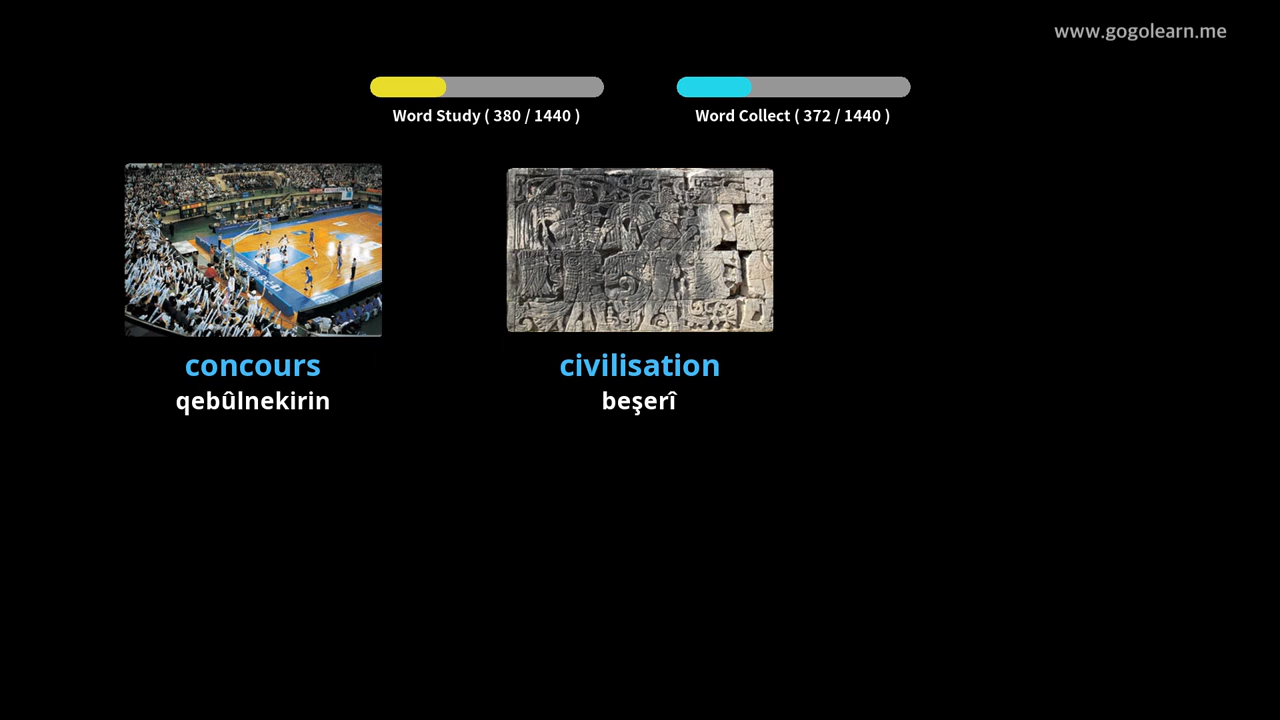 www.gogolearn.me
Word Study ( 380 / 1440 )
Word Collect ( 372 / 1440 )
concours
qebûlnekirin
civilisation
beşerî